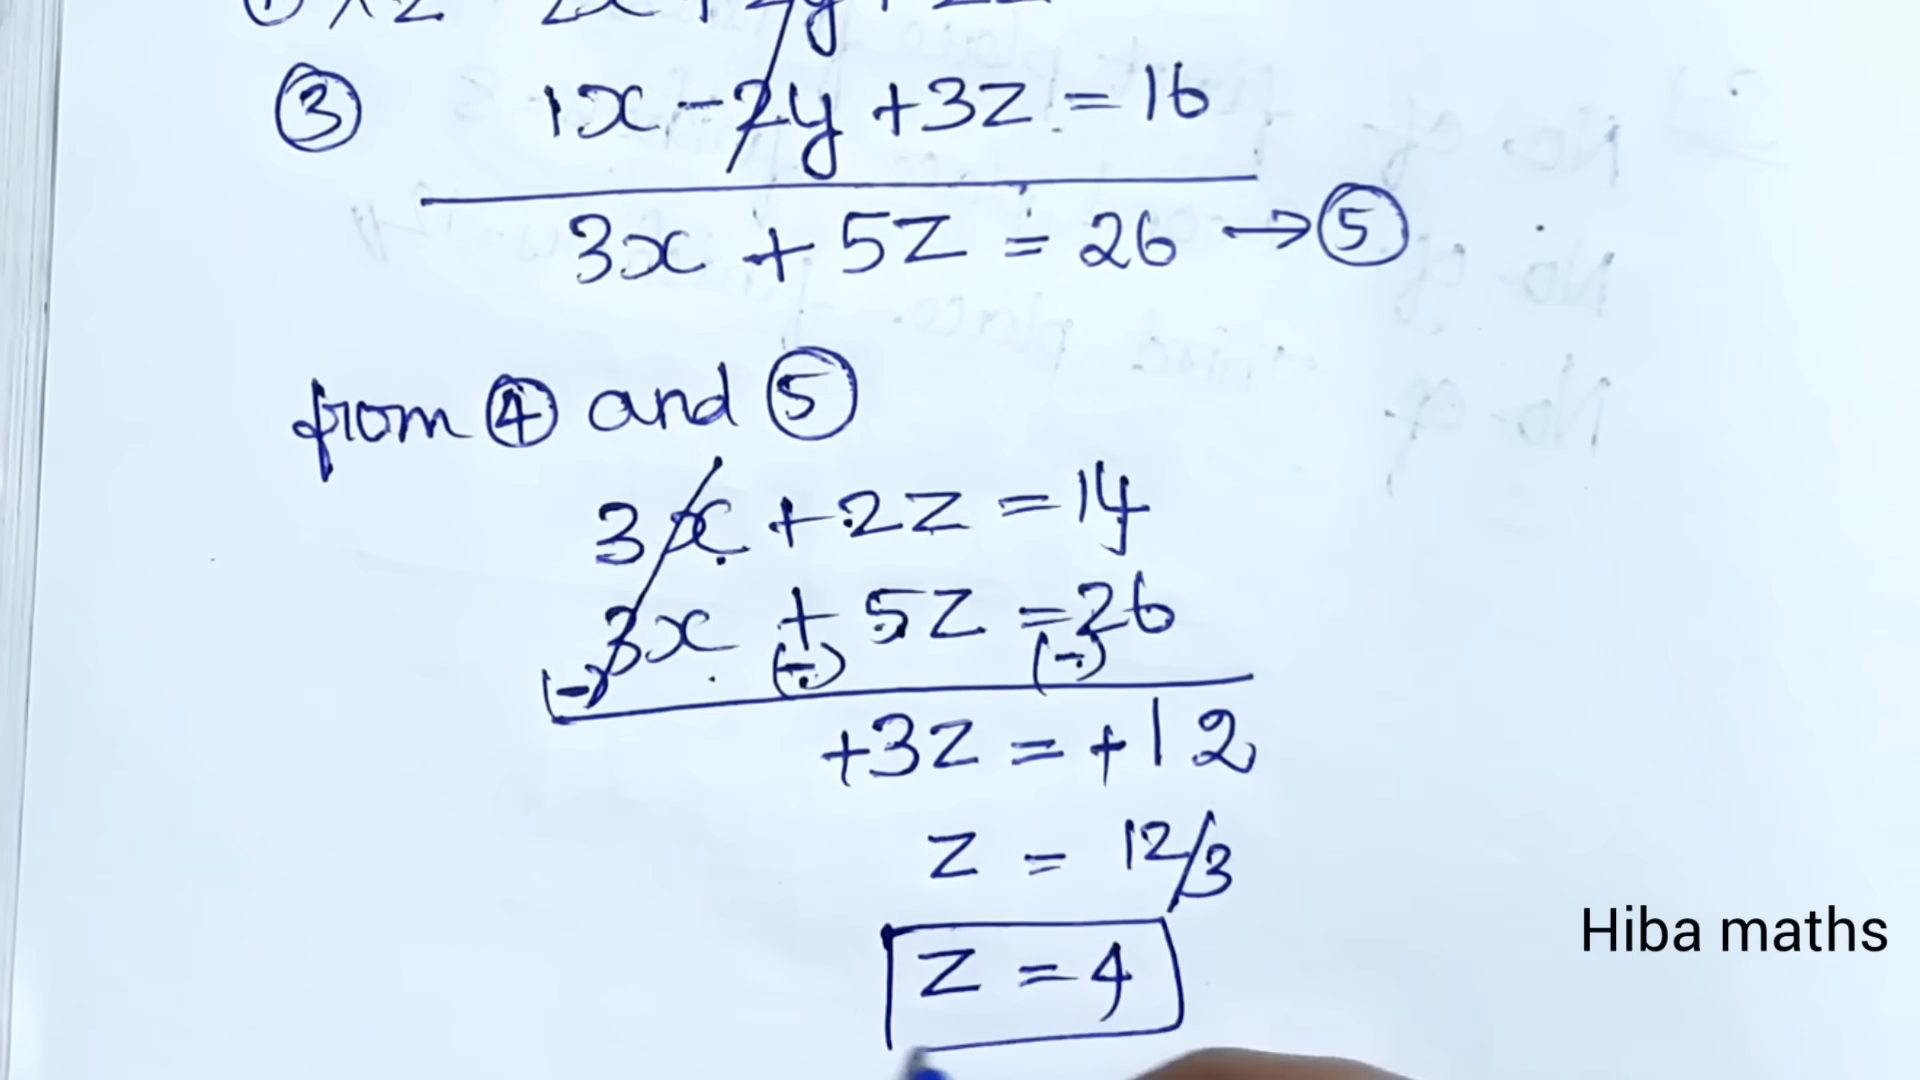 ③ 1x - 2y + 3z = 16
3x + 5z = 26 → ⑤
from ④ and ⑤
3x + 2z = 14
3x + 5z = 26
(-) (-) (-)
+3z = +12
z = 12/3
z = 4
Hiba maths